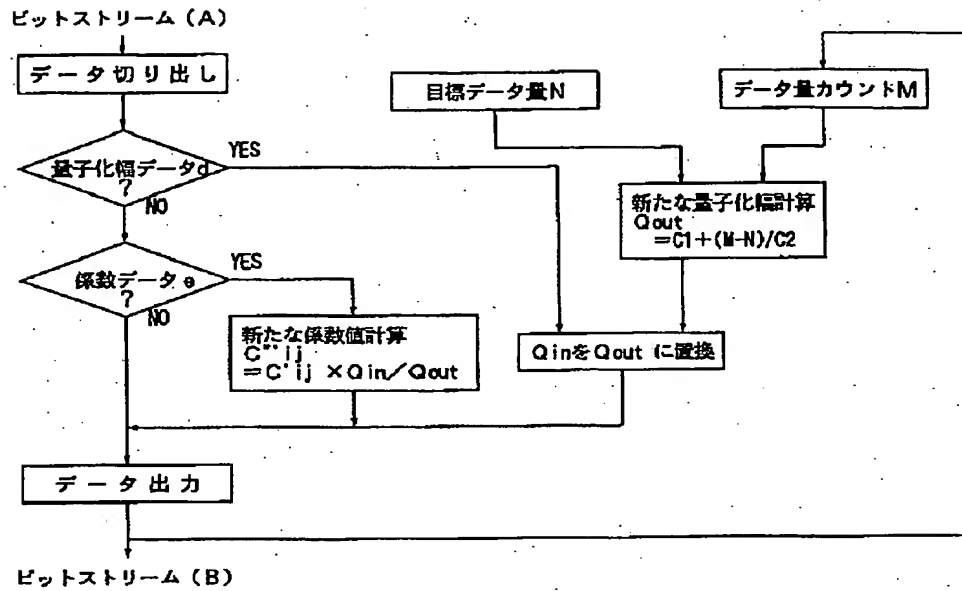 ビットストリーム(A)
データ切り出し
目標データ量N
データ量カウンドM
量子化幅データd
?
YES
NO
新たな量子化幅計算
Qout
=C1+(M-N)/C2
係数データe
?
YES
NO
新たな係数値計算
C"'ij
=C'ij ×Qin/Qout
QinをQout に置換
データ出力
ビットストリーム(B)